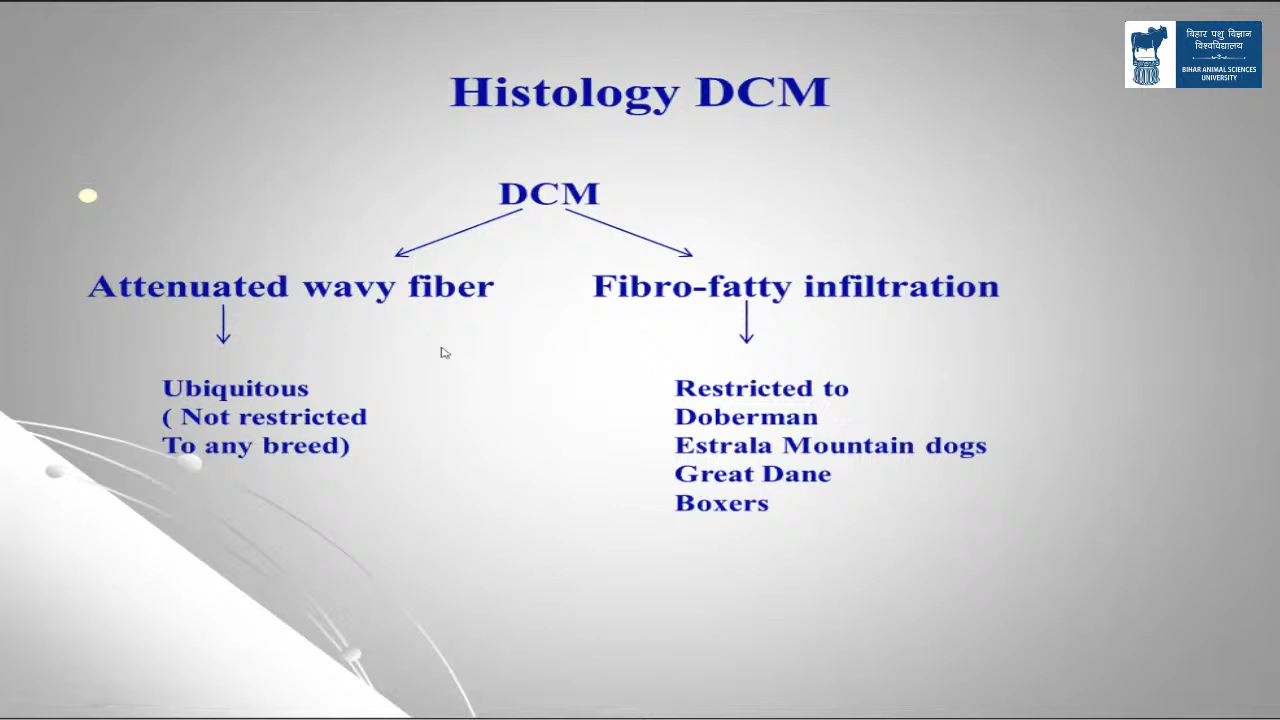 बिहार पशु विज्ञान
विश्वविद्यालय
BIHAR ANIMAL SCIENCES
UNIVERSITY
Histology DCM
DCM
Attenuated wavy fiber
Fibro-fatty infiltration
Ubiquitous
( Not restricted
To any breed)
Restricted to
Doberman
Estrala Mountain dogs
Great Dane
Boxers